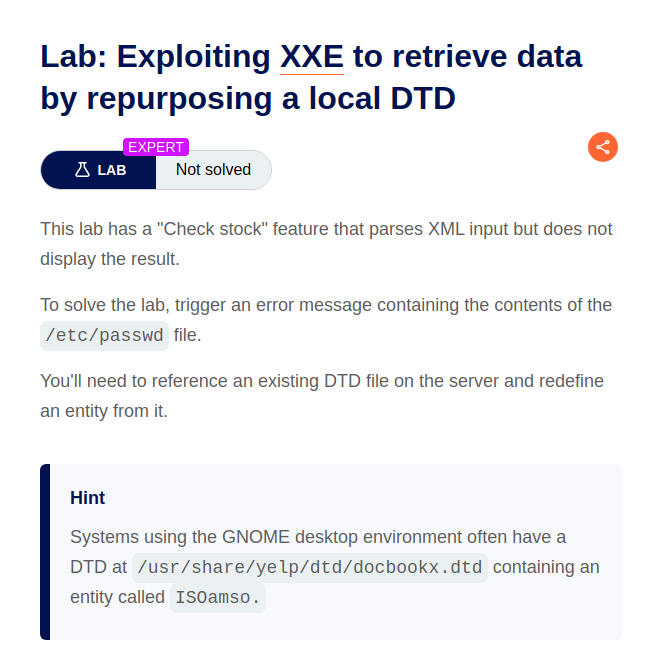 Lab: Exploiting XXE to retrieve data
by repurposing a local DTD
EXPERT
LAB
Not solved
This lab has a "Check stock" feature that parses XML input but does not
display the result.
To solve the lab, trigger an error message containing the contents of the
/etc/passwd file.
You'll need to reference an existing DTD file on the server and redefine
an entity from it.
Hint
Systems using the GNOME desktop environment often have a
DTD at /usr/share/yelp/dtd/docbookx.dtd containing an
entity called ISOamso.